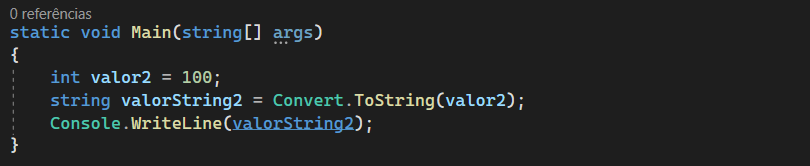 0 referências
static void Main(string[] args)
{
    int valor2 = 100;
    string valorString2 = Convert.ToString(valor2);
    Console.WriteLine(valorString2);
}